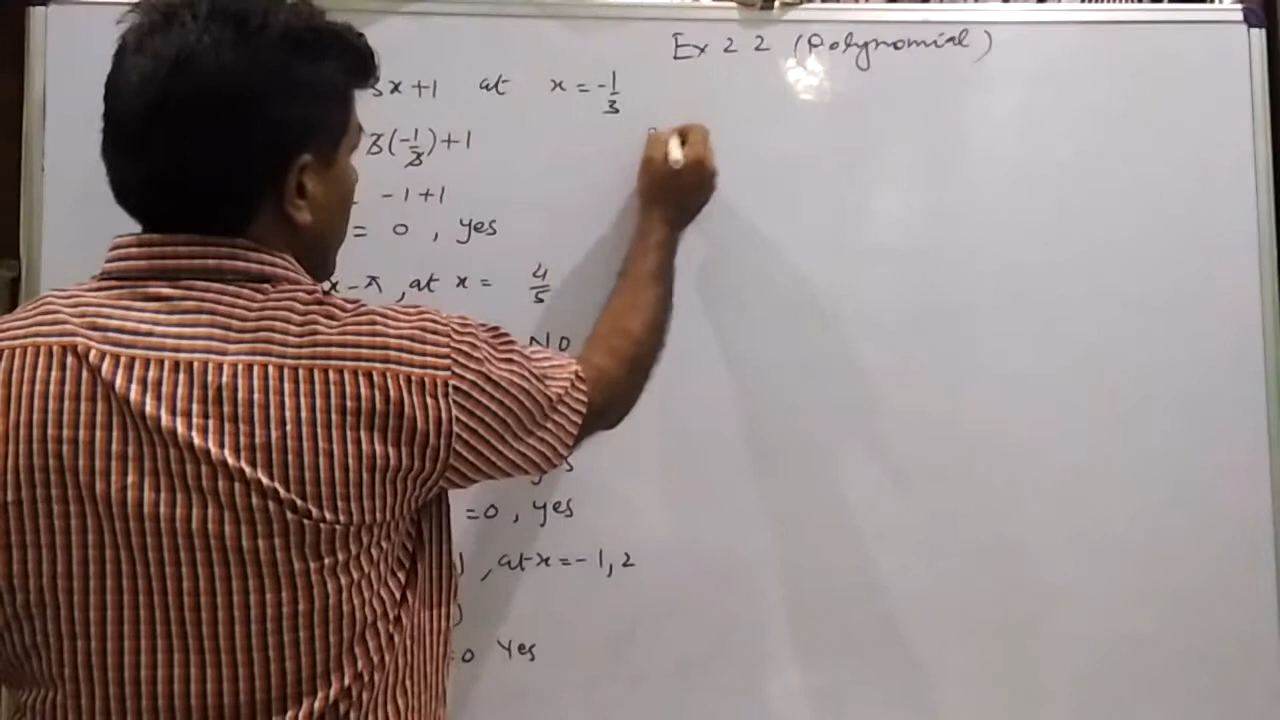 Ex 2 2 (Polynomial)
3x+1 at x = -1/3
3(-1/3)+1
-1+1
= 0 , yes
x-π , at x = 4/5
NO
=0 , yes
) , at x = -1, 2
)
=0 Yes